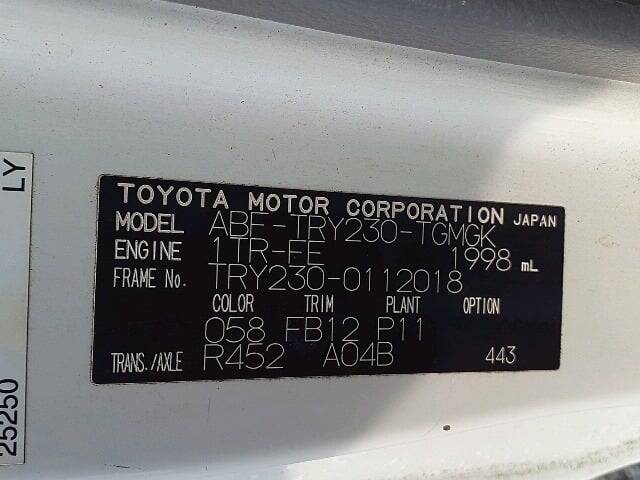 TOYOTA MOTOR CORPORATION JAPAN
MODEL ABF-TRY230-TGMGK
ENGINE 1TR-FE 1998 mL
FRAME No. TRY230-0112018
COLOR TRIM PLANT OPTION
058 FB12 P11
TRANS./AXLE R452 A04B 443
LY
25250